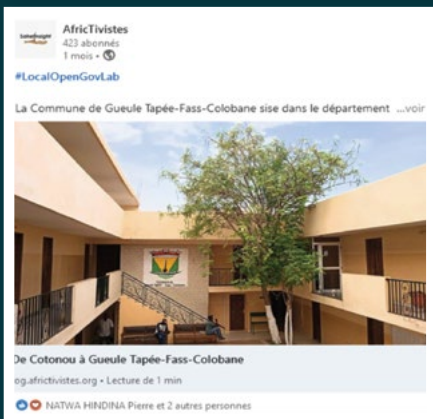 AfricTivistes
423 abonnés
1 mois •
#LocalOpenGovLab
La Commune de Gueule Tapée-Fass-Colobane sise dans le département ...voir
De Cotonou à Gueule Tapée-Fass-Colobane
og.africtivistes.org • Lecture de 1 min
NATWA HINDINA Pierre et 2 autres personnes